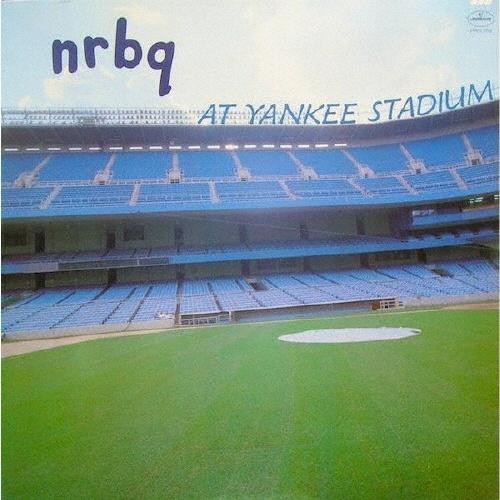 nrbq
AT YANKEE STADIUM